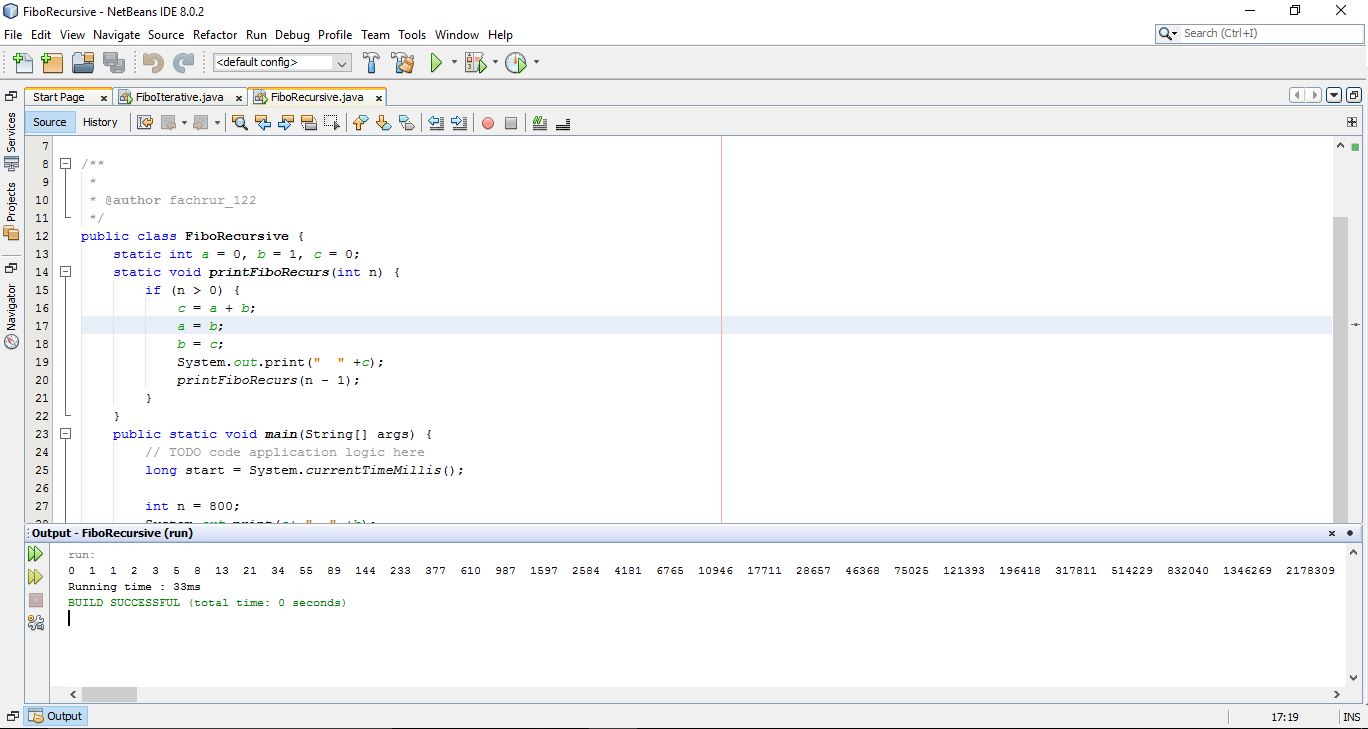 FiboRecursive - NetBeans IDE 8.0.2
File Edit View Navigate Source Refactor Run Debug Profile Team Tools Window Help
Search (Ctrl+I)
<default config>
Start Page
FiboIterative.java
FiboRecursive.java
Source History
Services
Projects
Navigator
7
8 /**
9 *
10 * @author fachrur_122
11 */
12 public class FiboRecursive {
13 static int a = 0, b = 1, c = 0;
14 static void printFiboRecurs(int n) {
15 if (n > 0) {
16 c = a + b;
17 a = b;
18 b = c;
19 System.out.print("  " +c);
20 printFiboRecurs(n - 1);
21 }
22 }
23 public static void main(String[] args) {
24 // TODO code application logic here
25 long start = System.currentTimeMillis();
26
27 int n = 800;
Output - FiboRecursive (run)
run:
0 1 1 2 3 5 8 13 21 34 55 89 144 233 377 610 987 1597 2584 4181 6765 10946 17711 28657 46368 75025 121393 196418 317811 514229 832040 1346269 2178309
Running time : 33ms
BUILD SUCCESSFUL (total time: 0 seconds)
Output
17:19 INS